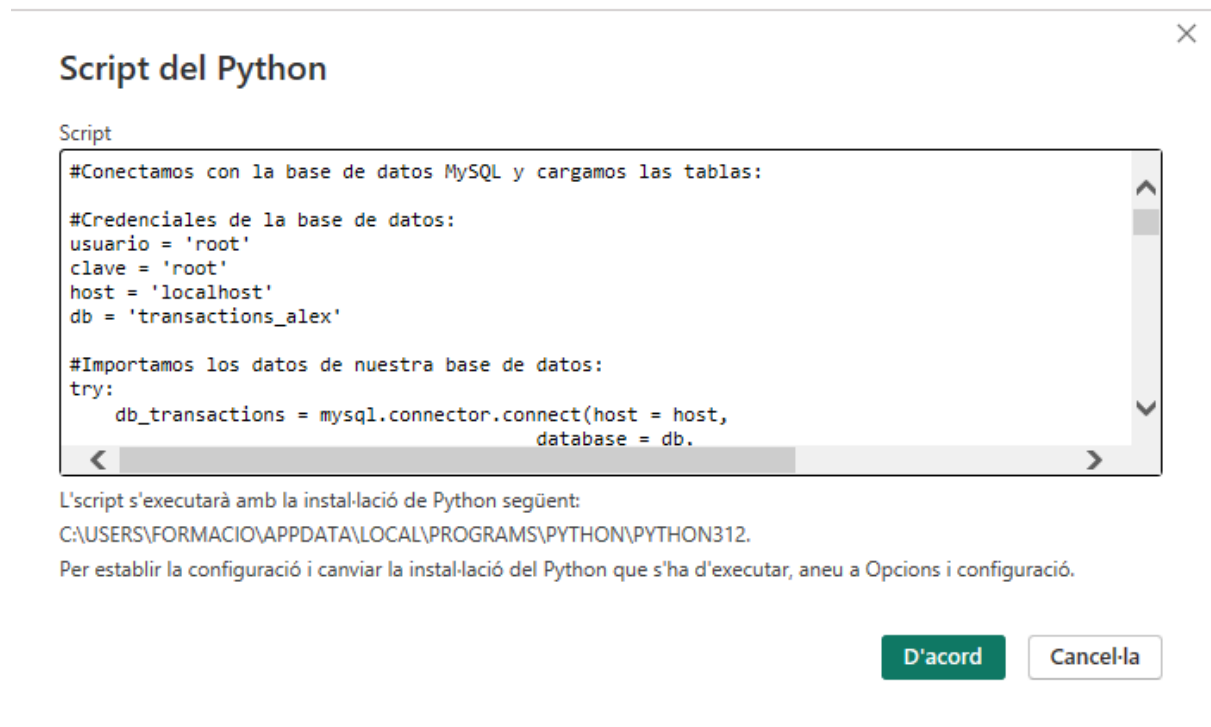 Script del Python
Script
#Conectamos con la base de datos MySQL y cargamos las tablas:
#Credenciales de la base de datos:
usuario = 'root'
clave = 'root'
host = 'localhost'
db = 'transactions_alex'
#Importamos los datos de nuestra base de datos:
try:
    db_transactions = mysql.connector.connect(host = host,
                                         database = db,
L'script s'executarà amb la instal·lació de Python següent:
C:\USERS\FORMACIO\APPDATA\LOCAL\PROGRAMS\PYTHON\PYTHON312.
Per establir la configuració i canviar la instal·lació del Python que s'ha d'executar, aneu a Opcions i configuració.
D'acord
Cancel·la